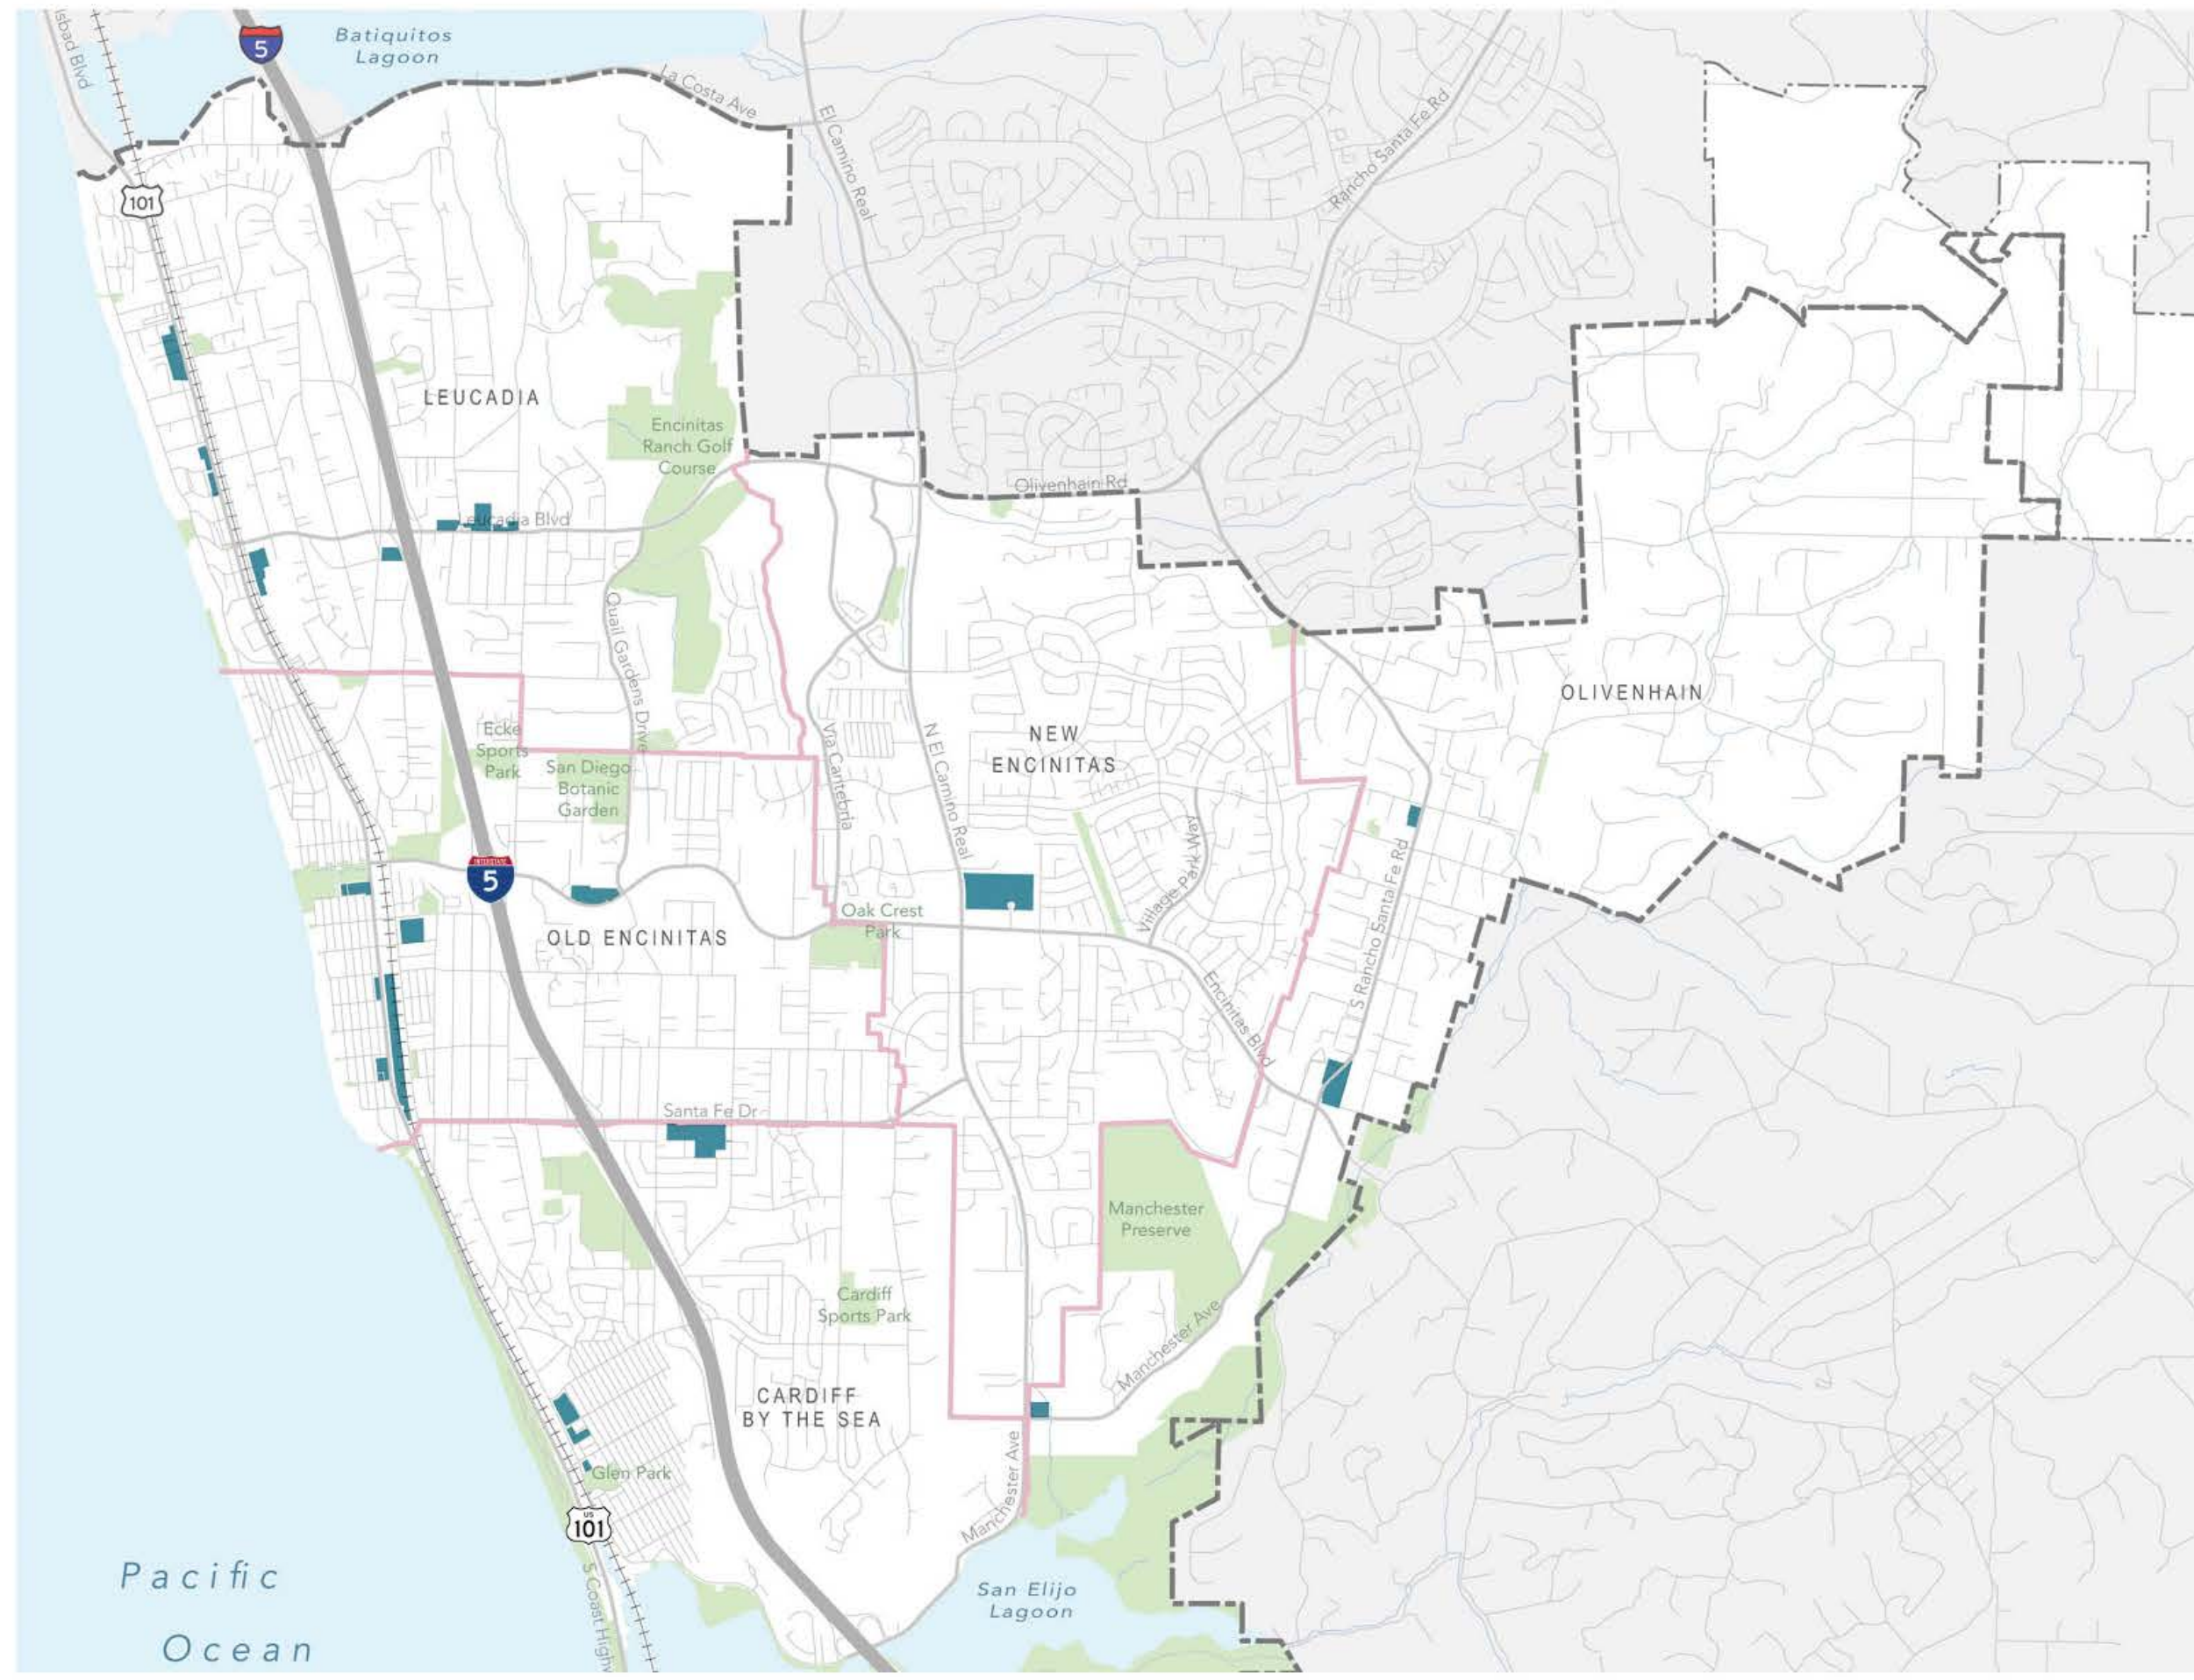 5
Batiquitos
Lagoon
La Costa Ave
El Camino Real
Rancho Santa Fe Rd
101
LEUCADIA
Encinitas
Ranch Golf
Course
Olivenhain Rd
Leucadia Blvd
Quail Gardens Drive
OLIVENHAIN
Ecke
Sports
Park
San Diego
Botanic
Garden
Via Cantebria
N El Camino Real
NEW
ENCINITAS
Village Park Way
S Rancho Santa Fe Rd
INTERSTATE
5
OLD ENCINITAS
Oak Crest
Park
Encinitas Blvd
Santa Fe Dr
Manchester
Preserve
Cardiff
Sports Park
Manchester Ave
CARDIFF
BY THE SEA
Manchester Ave
Glen Park
US
101
S Coast
San Elijo
Lagoon
Pacific
Ocean